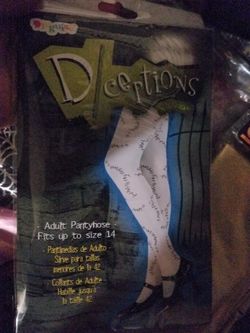 D/ceptions
- Adult Pantyhose -
Fits up to size 14
- Pantimedias de Adulto -
Sirve para tallas
menores de la 42
- Collants de Adulte -
Habille jusqu'à
la taille 42